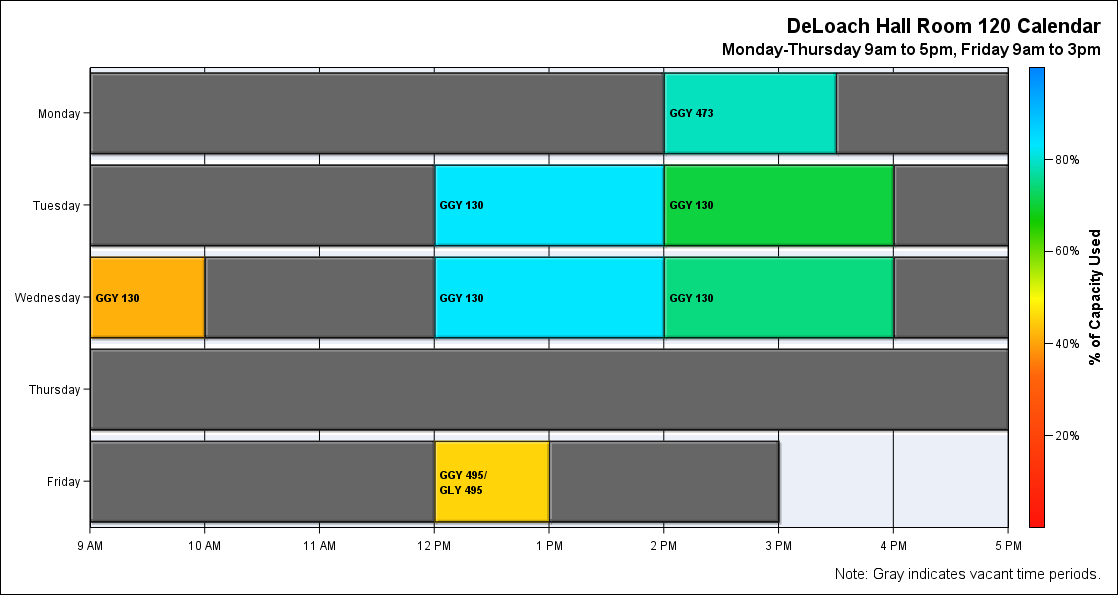 DeLoach Hall Room 120 Calendar
Monday-Thursday 9am to 5pm, Friday 9am to 3pm
Monday
GGY 473
Tuesday
GGY 130
GGY 130
Wednesday
GGY 130
GGY 130
GGY 130
Thursday
Friday
GGY 495/
GLY 495
9 AM
10 AM
11 AM
12 PM
1 PM
2 PM
3 PM
4 PM
5 PM
80%
60%
40%
20%
% of Capacity Used
Note: Gray indicates vacant time periods.